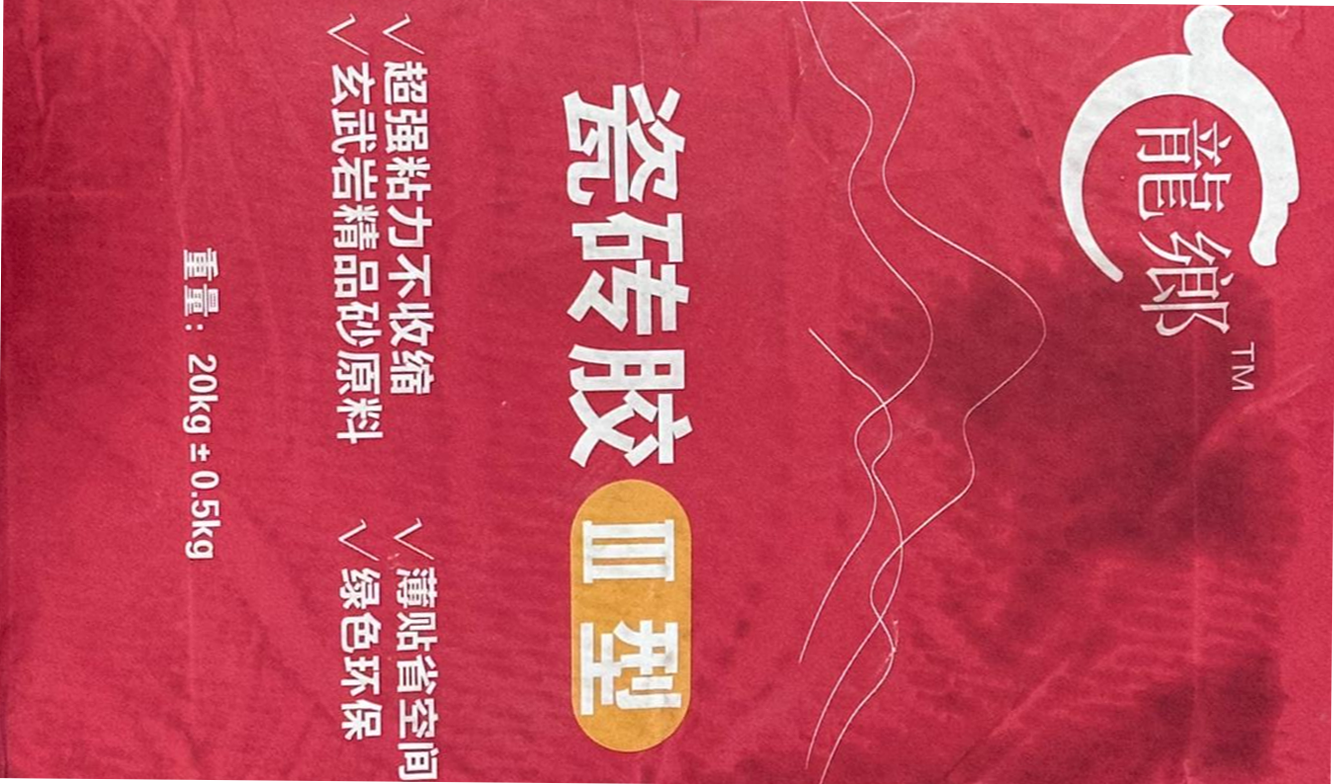 龍鄉
TM
瓷砖胶 III型
√超强粘力不收缩 √薄贴省空间
√玄武岩精品砂原料 √绿色环保
重量：20kg±0.5kg